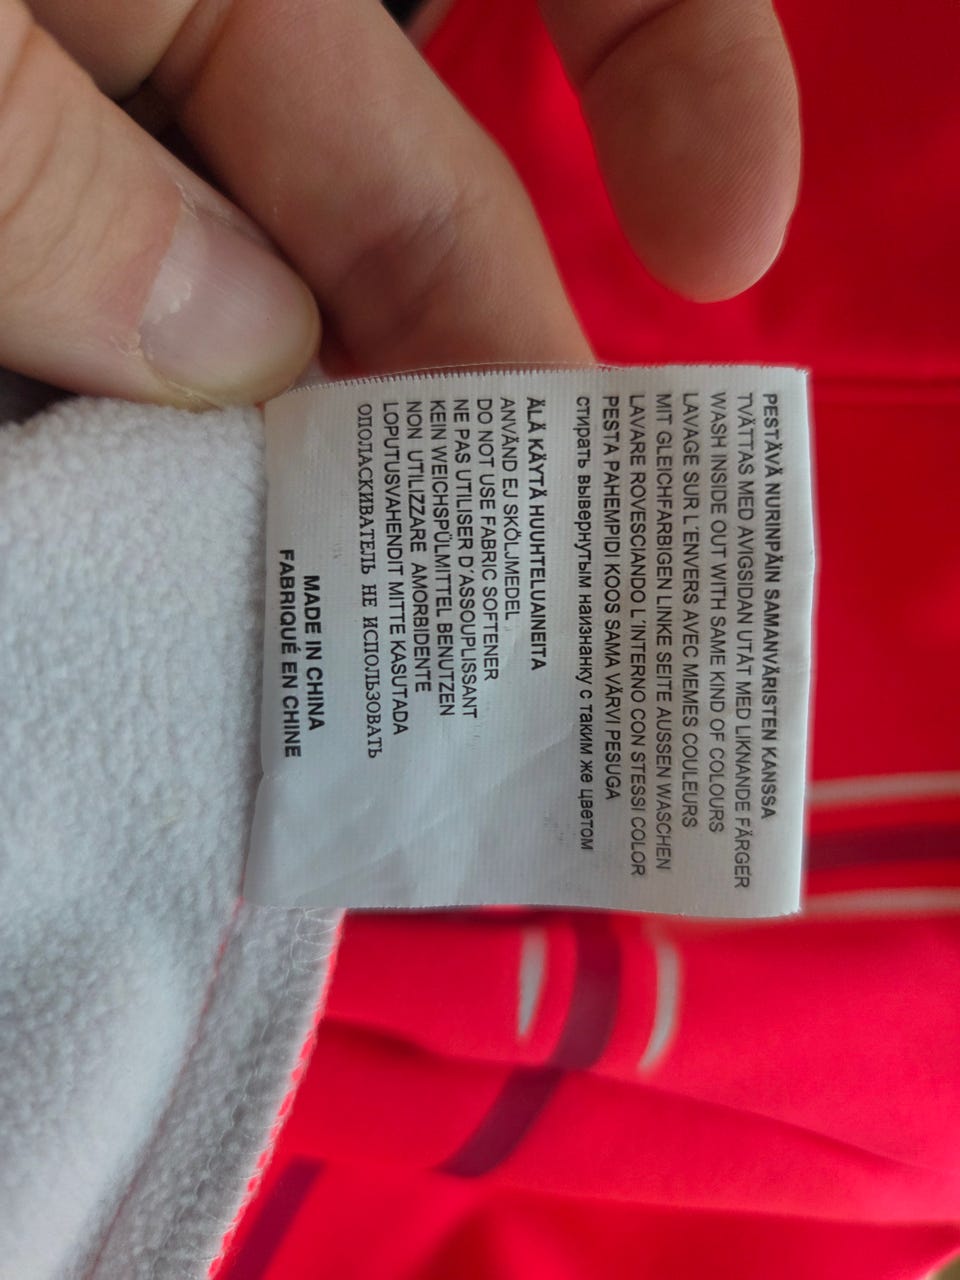 PESTÄVÄ NURINPÄIN SAMANVÄRISTEN KANSSA
TVÄTTAS MED AVIGSIDAN UTÅT MED LIKNANDE FÄRGER
WASH INSIDE OUT WITH SAME KIND OF COLOURS
LAVAGE SUR L´ENVERS AVEC MEMES COULEURS
MIT GLEICHFARBIGEN LINKE SEITE AUSSEN WASCHEN
LAVARE ROVESCIANDO L´INTERNO CON STESSI COLOR
PESTA PAHEMPIDI KOOS SAMA VÄRVI PESUGA
стирать вывернутым наизнанку с таким же цветом
ÄLÄ KÄYTÄ HUUHTELUAINEITA
ANVÄND EJ SKÖLJMEDEL
DO NOT USE FABRIC SOFTENER
NE PAS UTILISER D´ASSOUPLISSANT
KEIN WEICHSPÜLMITTEL BENUTZEN
NON UTILIZZARE AMORBIDENTE
LOPUTUSVAHENDIT MITTE KASUTADA
ОПОЛАСКИВАТЕЛЬ НЕ ИСПОЛЬЗОВАТЬ
MADE IN CHINA
FABRIQUÉ EN CHINE